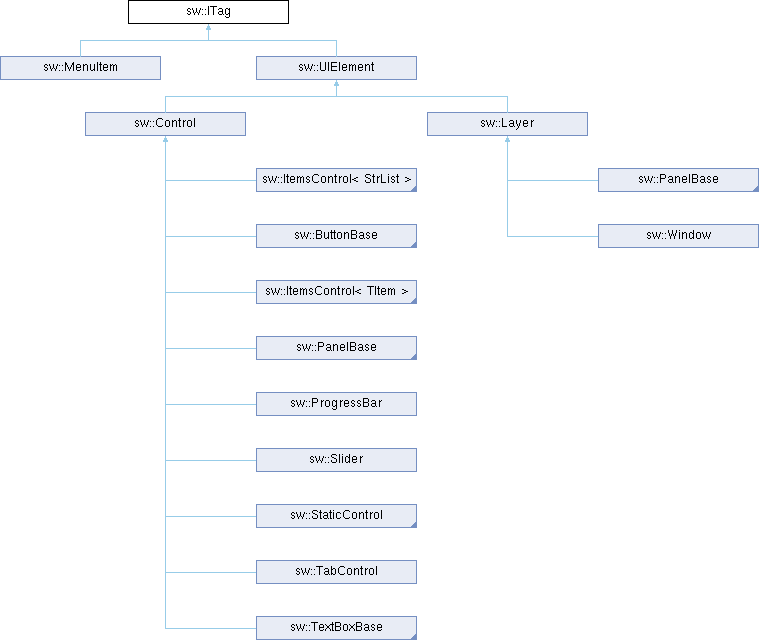 sw::ITag
sw::MenuItem
sw::UIElement
sw::Control
sw::Layer
sw::ItemsControl< StrList >
sw::PanelBase
sw::ButtonBase
sw::Window
sw::ItemsControl< TItem >
sw::PanelBase
sw::ProgressBar
sw::Slider
sw::StaticControl
sw::TabControl
sw::TextBoxBase